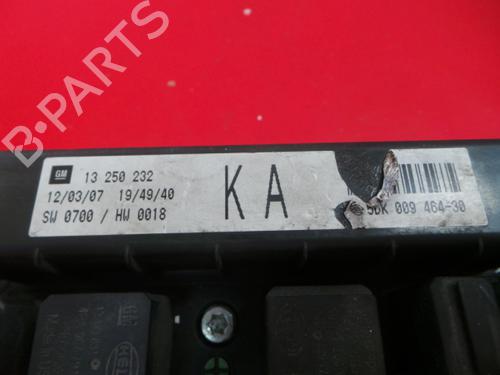 B-PARTS
GM 13 250 232
12/03/07 19/49/40
SW 0700 / HW 0018
KA
5DK 009 464-30
GM